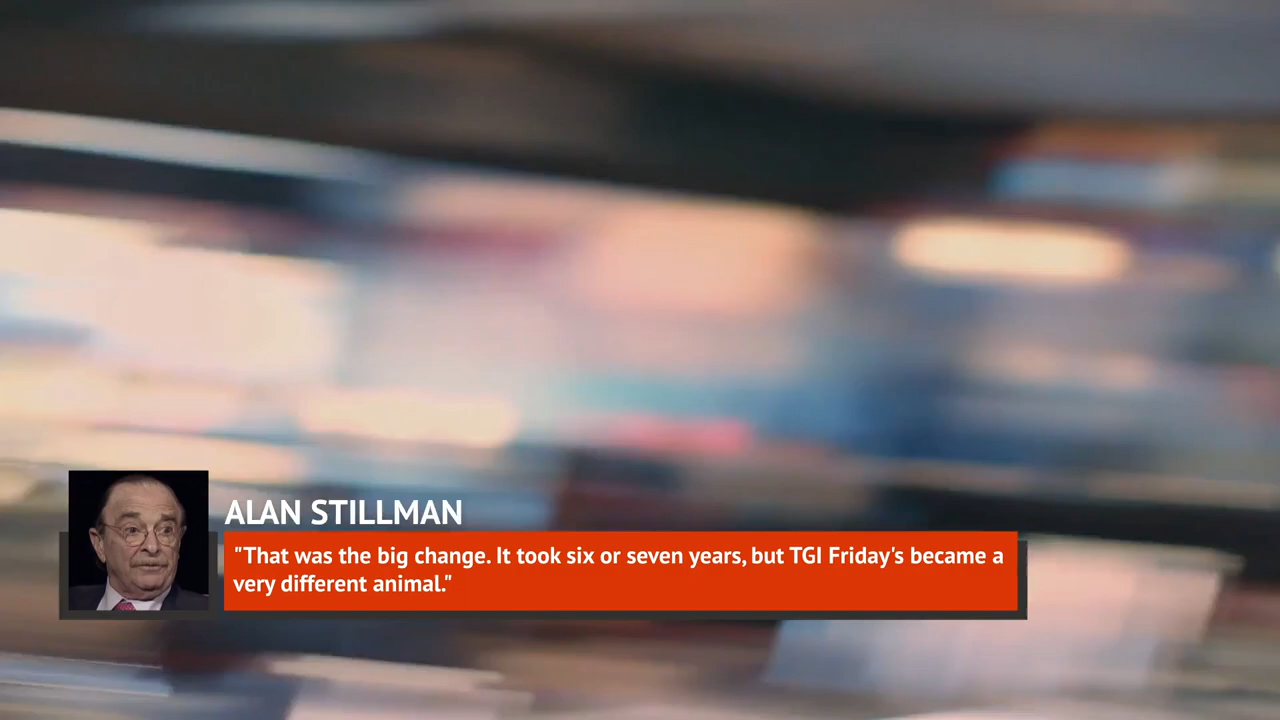 ALAN STILLMAN
"That was the big change. It took six or seven years, but TGI Friday's became a
very different animal."